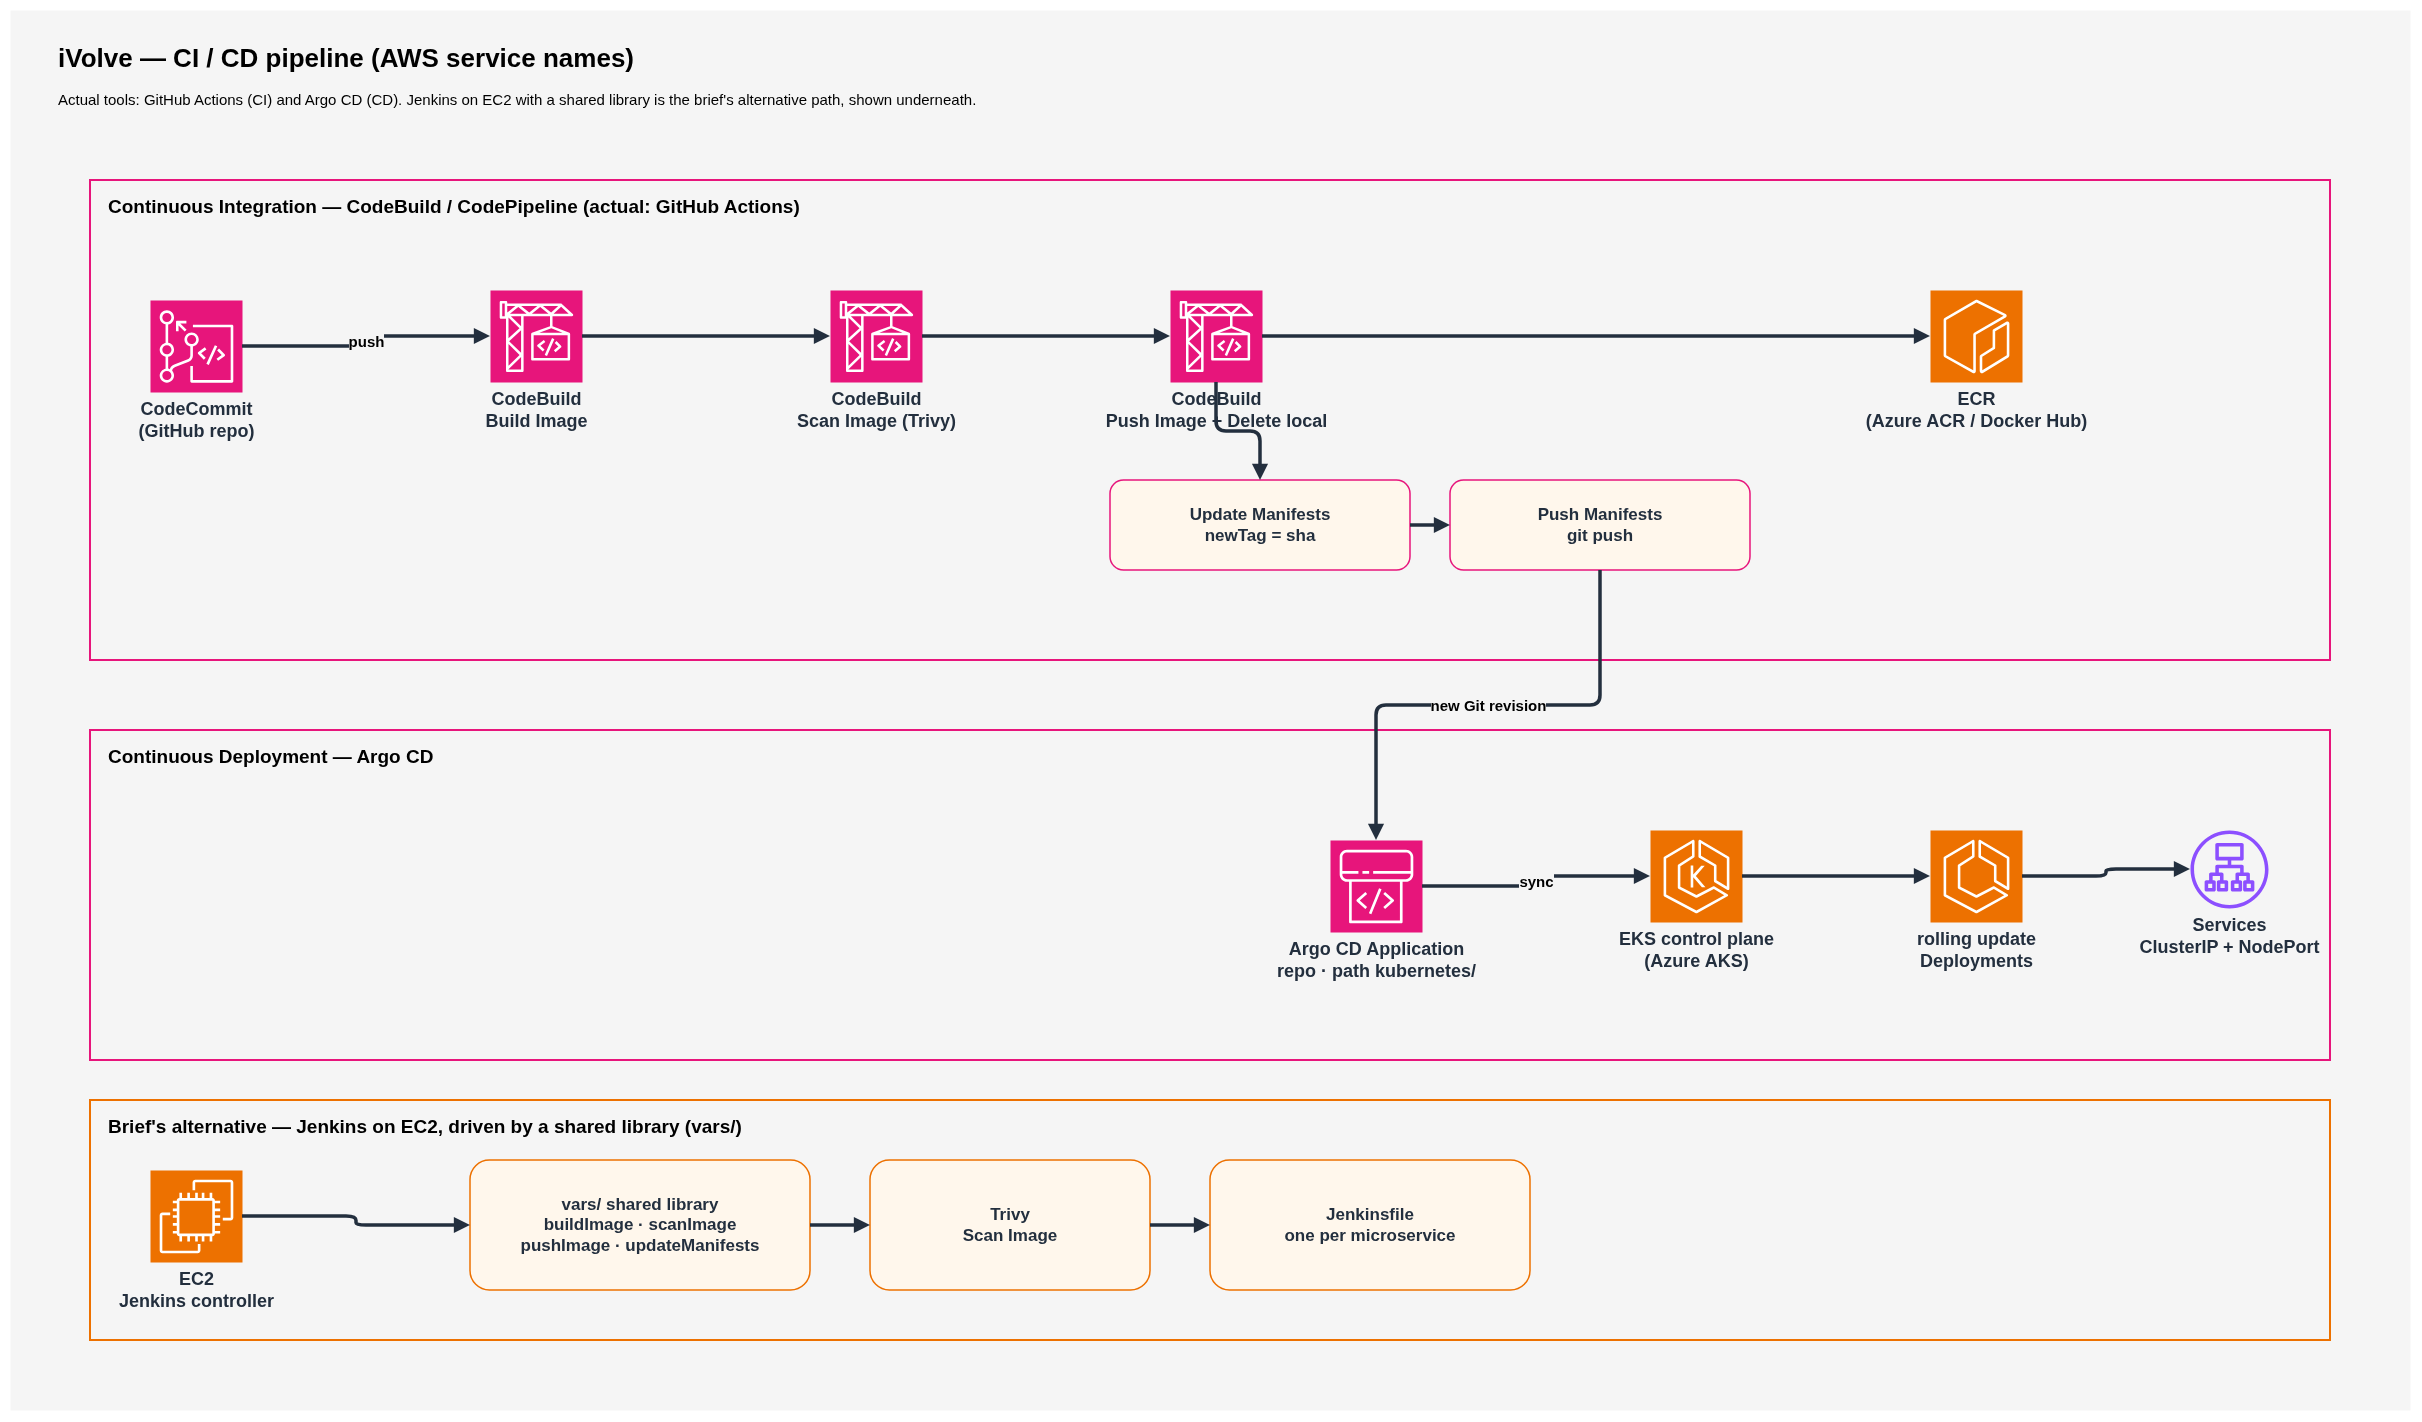 iVolve — CI / CD pipeline (AWS service names)
Actual tools: GitHub Actions (CI) and Argo CD (CD). Jenkins on EC2 with a shared library is the brief's alternative path, shown underneath.
Continuous Integration — CodeBuild / CodePipeline (actual: GitHub Actions)
push
CodeCommit
(GitHub repo)
CodeBuild
Build Image
CodeBuild
Scan Image (Trivy)
CodeBuild
Push Image + Delete local
ECR
(Azure ACR / Docker Hub)
Update Manifests
newTag = sha
Push Manifests
git push
new Git revision
Continuous Deployment — Argo CD
sync
Argo CD Application
repo · path kubernetes/
K
EKS control plane
(Azure AKS)
rolling update
Deployments
Services
ClusterIP + NodePort
Brief's alternative — Jenkins on EC2, driven by a shared library (vars/)
EC2
Jenkins controller
vars/ shared library
buildImage · scanImage
pushImage · updateManifests
Trivy
Scan Image
Jenkinsfile
one per microservice